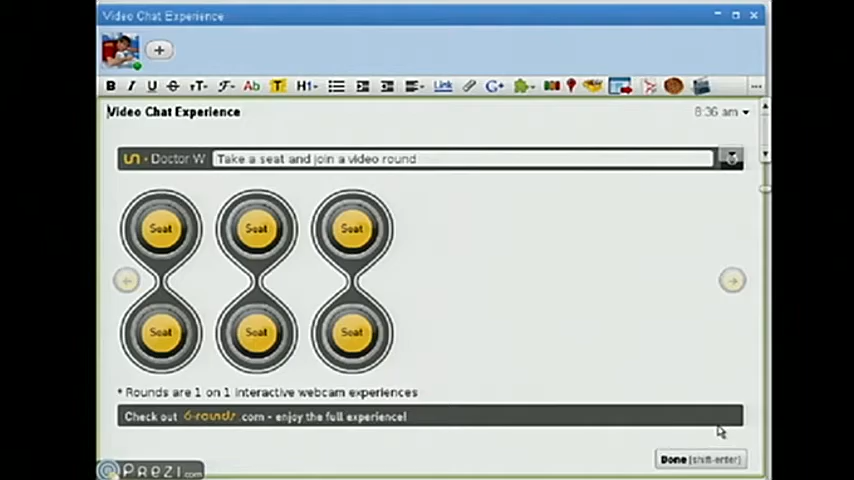 Video Chat Experience
B I U S T F Ab T H1 Link
Video Chat Experience 8:36 am
Doctor W Take a seat and join a video round
Seat Seat Seat
Seat Seat Seat
* Rounds are 1 on 1 interactive webcam experiences
Check out 6-rounds .com - enjoy the full experience!
Done (shift-enter)
PREZI.com